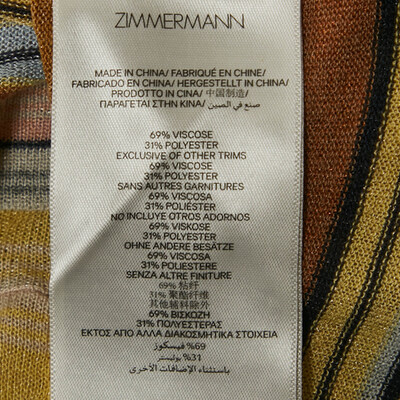 ZIMMERMANN
MADE IN CHINA/ FABRIQUÉ EN CHINE/
FABRICADO EN CHINA/ HERGESTELLT IN CHINA/
PRODOTTO IN CINA/ 中国制造/
ΠΑΡΑΓΕΤΑΙ ΣΤΗΝ ΚΙΝΑ/ صنع في الصين
69% VISCOSE
31% POLYESTER
EXCLUSIVE OF OTHER TRIMS
69% VISCOSE
31% POLYESTER
SANS AUTRES GARNITURES
69% VISCOSA
31% POLIÉSTER
NO INCLUYE OTROS ADORNOS
69% VISKOSE
31% POLYESTER
OHNE ANDERE BESÄTZE
69% VISCOSA
31% POLIESTERE
SENZA ALTRE FINITURE
69% 粘纤
31% 聚酯纤维
其他辅料除外
69% ΒΙΣΚΟΖΗ
31% ΠΟΛΥΕΣΤΕΡΑΣ
ΕΚΤΟΣ ΑΠΟ ΑΛΛΑ ΔΙΑΚΟΣΜΗΤΙΚΑ ΣΤΟΙΧΕΙΑ
69% فيسكوز
31% بوليستر
باستثناء الإضافات الأخرى